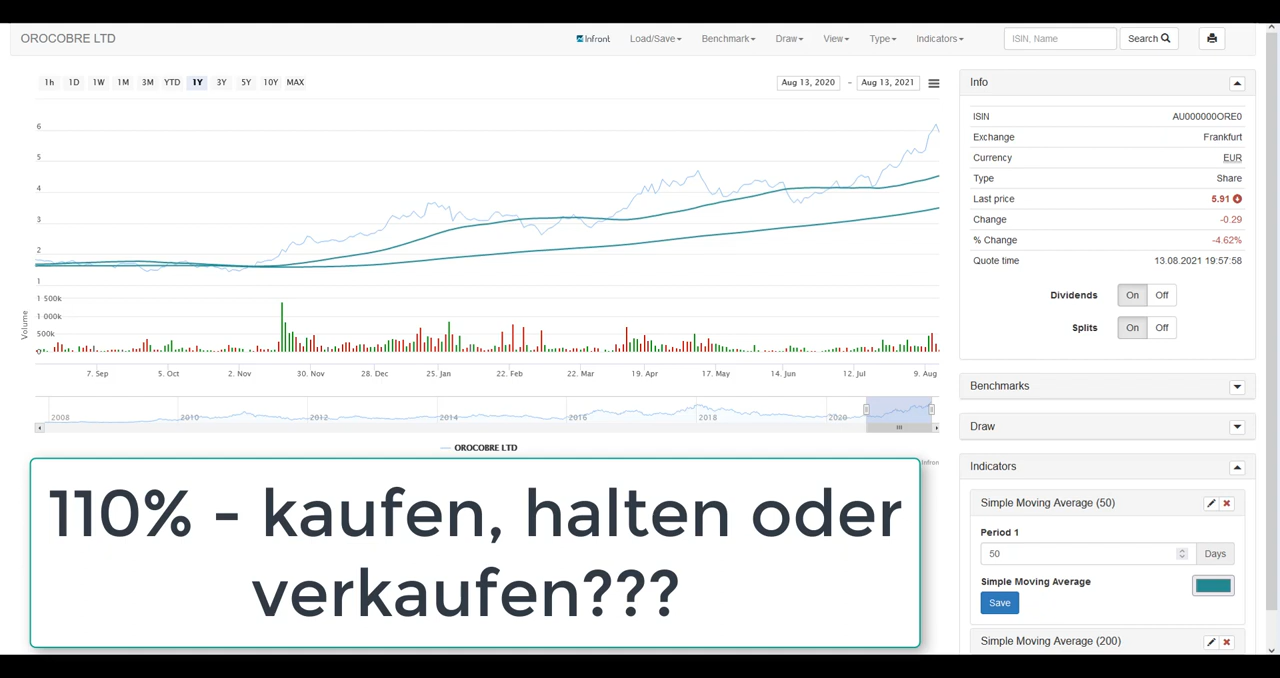 OROCOBRE LTD
Infront Load/Save Benchmark Draw View Type Indicators ISIN, Name Search
1h 1D 1W 1M 3M YTD 1Y 3Y 5Y 10Y MAX
Aug 13, 2020 – Aug 13, 2021
6
5
4
3
2
1
1 500k
1 000k
500k
0
Volume
7. Sep 5. Oct 2. Nov 30. Nov 28. Dec 25. Jan 22. Feb 22. Mar 19. Apr 17. May 14. Jun 12. Jul 9. Aug
2008 2010 2012 2014 2016 2018 2020
OROCOBRE LTD
Infron
110% - kaufen, halten oder
verkaufen???
Info
ISIN AU000000ORE0
Exchange Frankfurt
Currency EUR
Type Share
Last price 5.91
Change -0.29
% Change -4.62%
Quote time 13.08.2021 19:57:58
Dividends On Off
Splits On Off
Benchmarks
Draw
Indicators
Simple Moving Average (50)
Period 1
50 Days
Simple Moving Average
Save
Simple Moving Average (200)